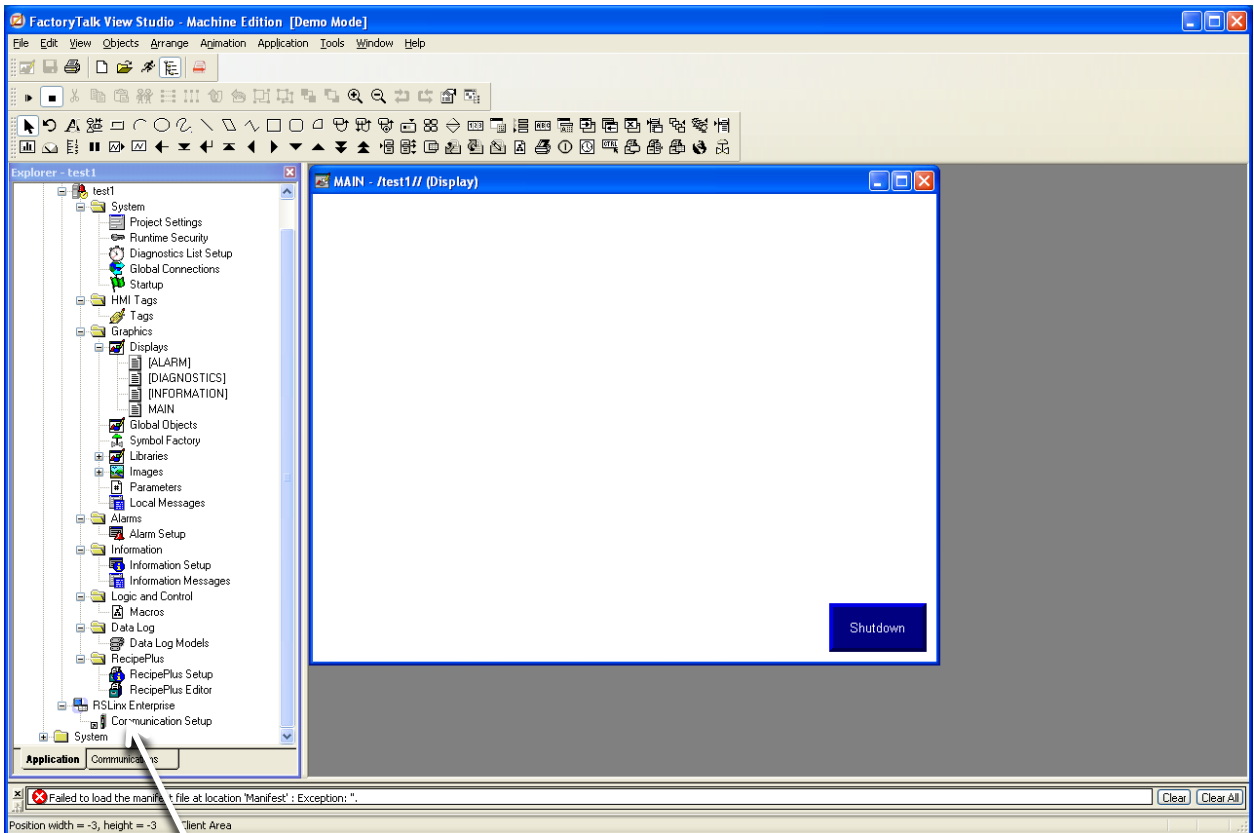 FactoryTalk View Studio - Machine Edition [Demo Mode]
File Edit View Objects Arrange Animation Application Tools Window Help
Explorer - test1
test1
System
Project Settings
Runtime Security
Diagnostics List Setup
Global Connections
Startup
HMI Tags
Tags
Graphics
Displays
[ALARM]
[DIAGNOSTICS]
[INFORMATION]
MAIN
Global Objects
Symbol Factory
Libraries
Images
Parameters
Local Messages
Alarms
Alarm Setup
Information
Information Setup
Information Messages
Logic and Control
Macros
Data Log
Data Log Models
RecipePlus
RecipePlus Setup
RecipePlus Editor
RSLinx Enterprise
Communication Setup
System
Application Communications
MAIN - /test1// (Display)
Shutdown
Failed to load the manifest file at location 'Manifest' : Exception: ''.
Clear Clear All
Position width = -3, height = -3 Client Area